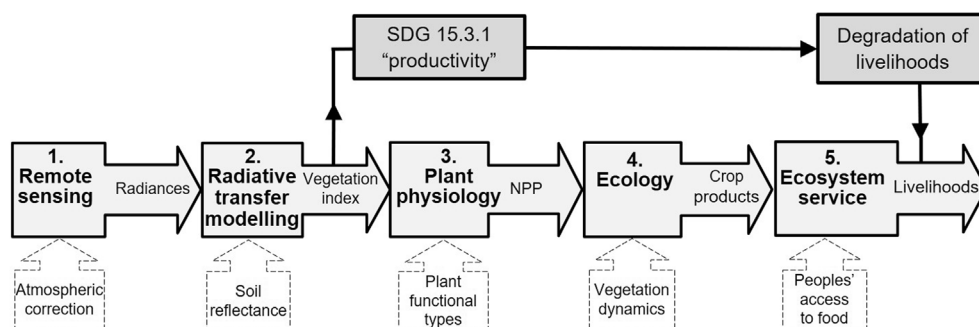 SDG 15.3.1
“productivity”
Degradation of
livelihoods
1.
Remote
sensing
Radiances
2.
Radiative
transfer
modelling
Vegetation
index
3.
Plant
physiology
NPP
4.
Ecology
Crop
products
5.
Ecosystem
service
Livelihoods
Atmospheric
correction
Soil
reflectance
Plant
functional
types
Vegetation
dynamics
Peoples’
access
to food